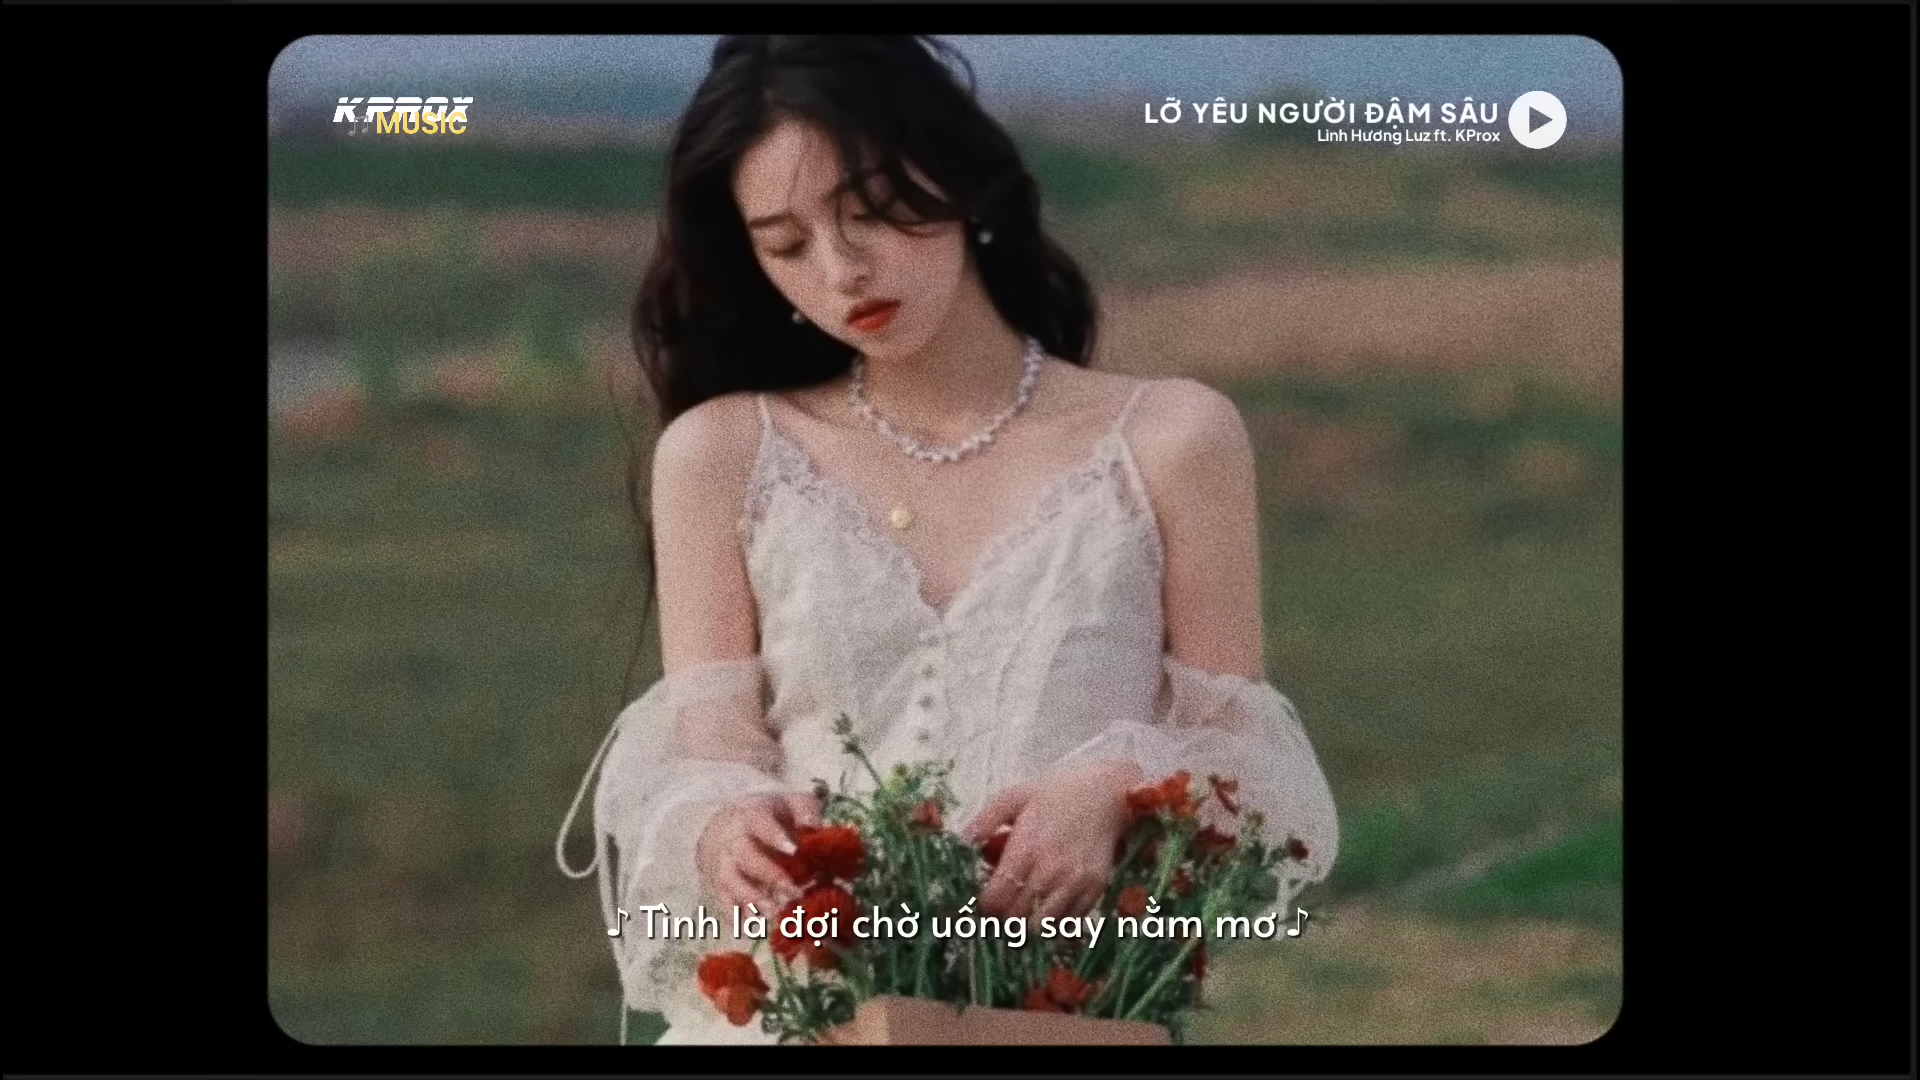 KPROX
♫ MUSIC
LỠ YÊU NGƯỜI ĐẬM SÂU
Linh Hương Luz ft. KProx
♪ Tình là đợi chờ uống say nằm mơ ♪